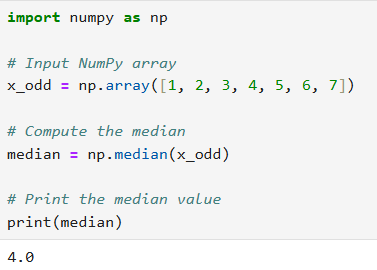 import numpy as np
# Input NumPy array
x_odd = np.array([1, 2, 3, 4, 5, 6, 7])
# Compute the median
median = np.median(x_odd)
# Print the median value
print(median)
4.0